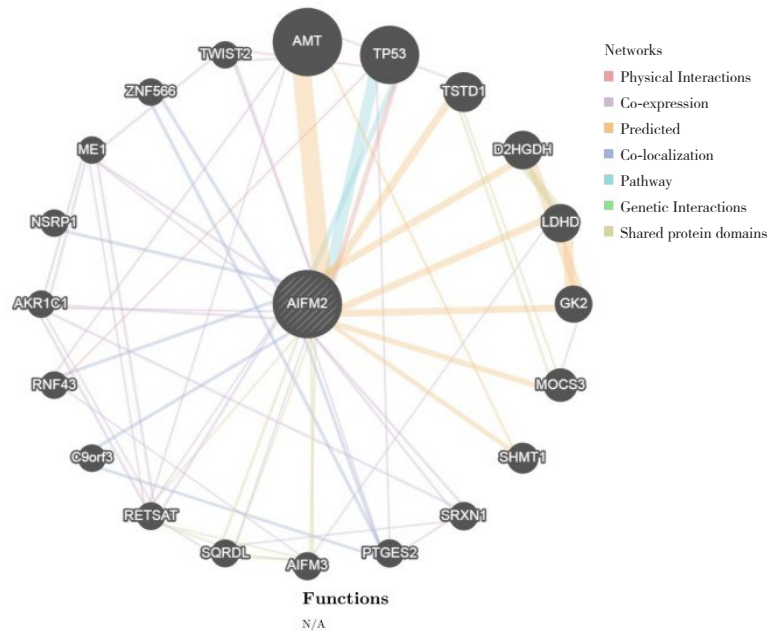 AMT
TP53
TWIST2
TSTD1
Networks
Physical Interactions
ZNF566
Co-expression
Predicted
ME1
D2HGDH
Co-localization
Pathway
Genetic Interactions
NSRP1
LDHD
Shared protein domains
AKR1C1
AIFM2
GK2
RNF43
MOCS3
C9orf3
SHMT1
RETSAT
SRXN1
SQRDL
AIFM3
PTGES2
Functions
N/A